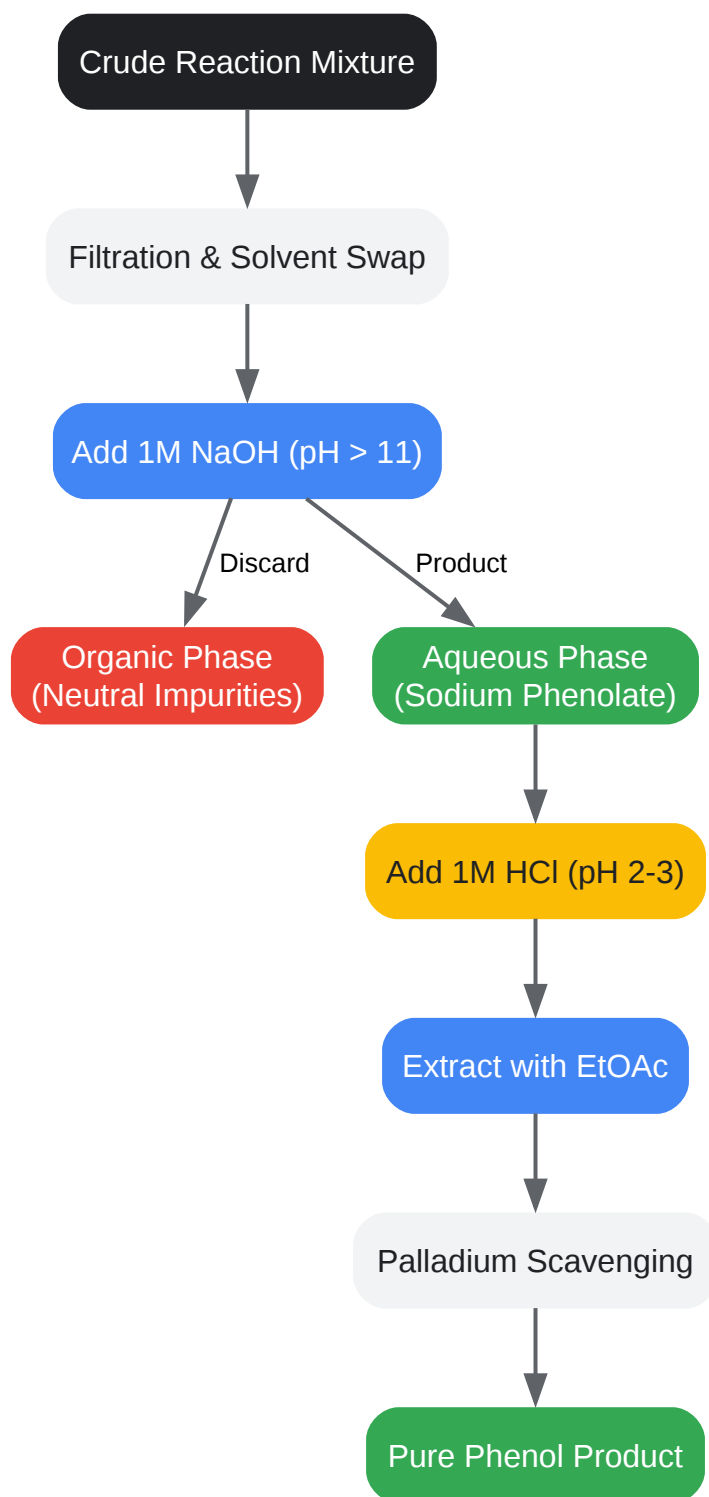 Crude Reaction Mixture
Filtration & Solvent Swap
Add 1M NaOH (pH > 11)
Discard
Product
Organic Phase
(Neutral Impurities)
Aqueous Phase
(Sodium Phenolate)
Add 1M HCl (pH 2-3)
Extract with EtOAc
Palladium Scavenging
Pure Phenol Product